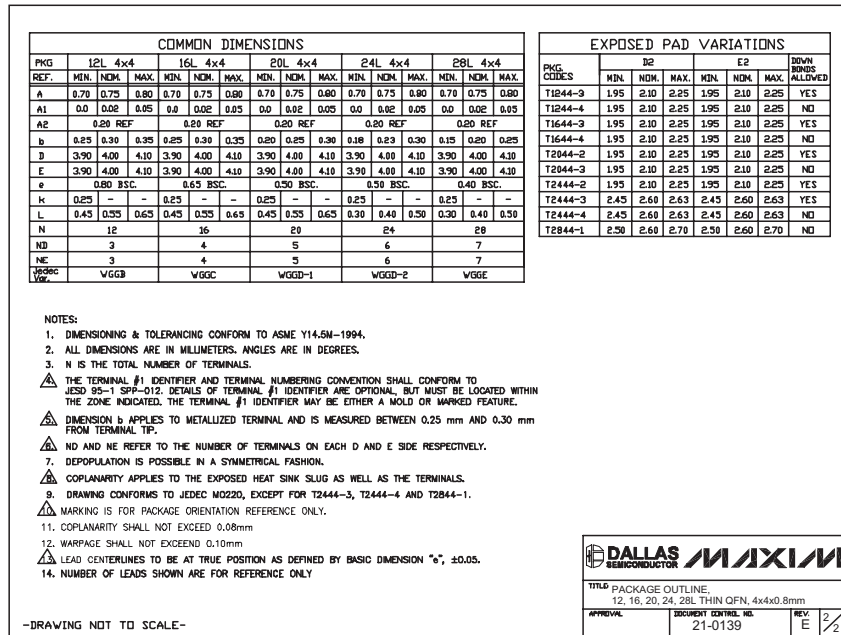 COMMON DIMENSIONS
PKG 12L 4x4 16L 4x4 20L 4x4 24L 4x4 28L 4x4
REF. MIN. NOM. MAX. MIN. NOM. MAX. MIN. NOM. MAX. MIN. NOM. MAX. MIN. NOM. MAX.
A 0.70 0.75 0.80 0.70 0.75 0.80 0.70 0.75 0.80 0.70 0.75 0.80 0.70 0.75 0.80
A1 0.0 0.02 0.05 0.0 0.02 0.05 0.0 0.02 0.05 0.0 0.02 0.05 0.0 0.02 0.05
A2 0.20 REF 0.20 REF 0.20 REF 0.20 REF 0.20 REF
b 0.25 0.30 0.35 0.25 0.30 0.35 0.20 0.25 0.30 0.18 0.23 0.30 0.15 0.20 0.25
D 3.90 4.00 4.10 3.90 4.00 4.10 3.90 4.00 4.10 3.90 4.00 4.10 3.90 4.00 4.10
E 3.90 4.00 4.10 3.90 4.00 4.10 3.90 4.00 4.10 3.90 4.00 4.10 3.90 4.00 4.10
e 0.80 BSC. 0.65 BSC. 0.50 BSC. 0.50 BSC. 0.40 BSC.
k 0.25 - - 0.25 - - 0.25 - - 0.25 - - 0.25 - -
L 0.45 0.55 0.65 0.45 0.55 0.65 0.45 0.55 0.65 0.30 0.40 0.50 0.30 0.40 0.50
N 12 16 20 24 28
ND 3 4 5 6 7
NE 3 4 5 6 7
Jedec Var. WGGB WGGC WGGD-1 WGGD-2 WGGE
EXPOSED PAD VARIATIONS
PKG. CODES D2 E2 DOWN BONDS ALLOWED
MIN. NOM. MAX. MIN. NOM. MAX.
T1244-3 1.95 2.10 2.25 1.95 2.10 2.25 YES
T1244-4 1.95 2.10 2.25 1.95 2.10 2.25 NO
T1644-3 1.95 2.10 2.25 1.95 2.10 2.25 YES
T1644-4 1.95 2.10 2.25 1.95 2.10 2.25 NO
T2044-2 1.95 2.10 2.25 1.95 2.10 2.25 YES
T2044-3 1.95 2.10 2.25 1.95 2.10 2.25 NO
T2444-2 1.95 2.10 2.25 1.95 2.10 2.25 YES
T2444-3 2.45 2.60 2.63 2.45 2.60 2.63 YES
T2444-4 2.45 2.60 2.63 2.45 2.60 2.63 NO
T2844-1 2.50 2.60 2.70 2.50 2.60 2.70 NO
NOTES:
1. DIMENSIONING & TOLERANCING CONFORM TO ASME Y14.5M-1994.
2. ALL DIMENSIONS ARE IN MILLIMETERS. ANGLES ARE IN DEGREES.
3. N IS THE TOTAL NUMBER OF TERMINALS.
4. THE TERMINAL #1 IDENTIFIER AND TERMINAL NUMBERING CONVENTION SHALL CONFORM TO
JESD 95-1 SPP-012. DETAILS OF TERMINAL #1 IDENTIFIER ARE OPTIONAL, BUT MUST BE LOCATED WITHIN
THE ZONE INDICATED. THE TERMINAL #1 IDENTIFIER MAY BE EITHER A MOLD OR MARKED FEATURE.
5. DIMENSION b APPLIES TO METALLIZED TERMINAL AND IS MEASURED BETWEEN 0.25 mm AND 0.30 mm
FROM TERMINAL TIP.
6. ND AND NE REFER TO THE NUMBER OF TERMINALS ON EACH D AND E SIDE RESPECTIVELY.
7. DEPOPULATION IS POSSIBLE IN A SYMMETRICAL FASHION.
8. COPLANARITY APPLIES TO THE EXPOSED HEAT SINK SLUG AS WELL AS THE TERMINALS.
9. DRAWING CONFORMS TO JEDEC MO220, EXCEPT FOR T2444-3, T2444-4 AND T2844-1.
10. MARKING IS FOR PACKAGE ORIENTATION REFERENCE ONLY.
11. COPLANARITY SHALL NOT EXCEED 0.08mm
12. WARPAGE SHALL NOT EXCEEND 0.10mm
13. LEAD CENTERLINES TO BE AT TRUE POSITION AS DEFINED BY BASIC DIMENSION "e", ±0.05.
14. NUMBER OF LEADS SHOWN ARE FOR REFERENCE ONLY
DALLAS SEMICONDUCTOR MAXIM
TITLE: PACKAGE OUTLINE,
12, 16, 20, 24, 28L THIN QFN, 4x4x0.8mm
APPROVAL DOCUMENT CONTROL NO. REV.
21-0139 E 2/2
-DRAWING NOT TO SCALE-